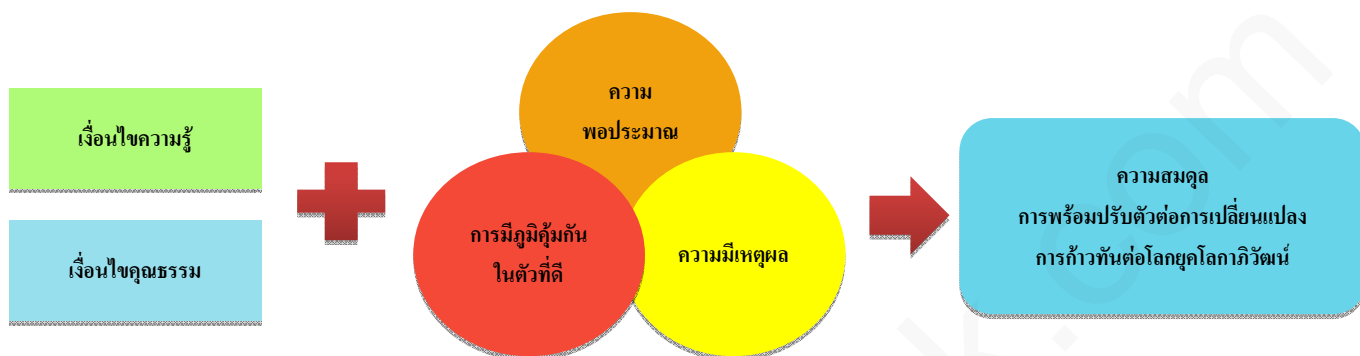 เงื่อนไขความรู้
เงื่อนไขคุณธรรม
ความ
พอประมาณ
การมีภูมิคุ้มกัน
ในตัวที่ดี
ความมีเหตุผล
ความสมดุล
การพร้อมปรับตัวต่อการเปลี่ยนแปลง
การก้าวทันต่อโลกยุคโลกาภิวัฒน์
k.com